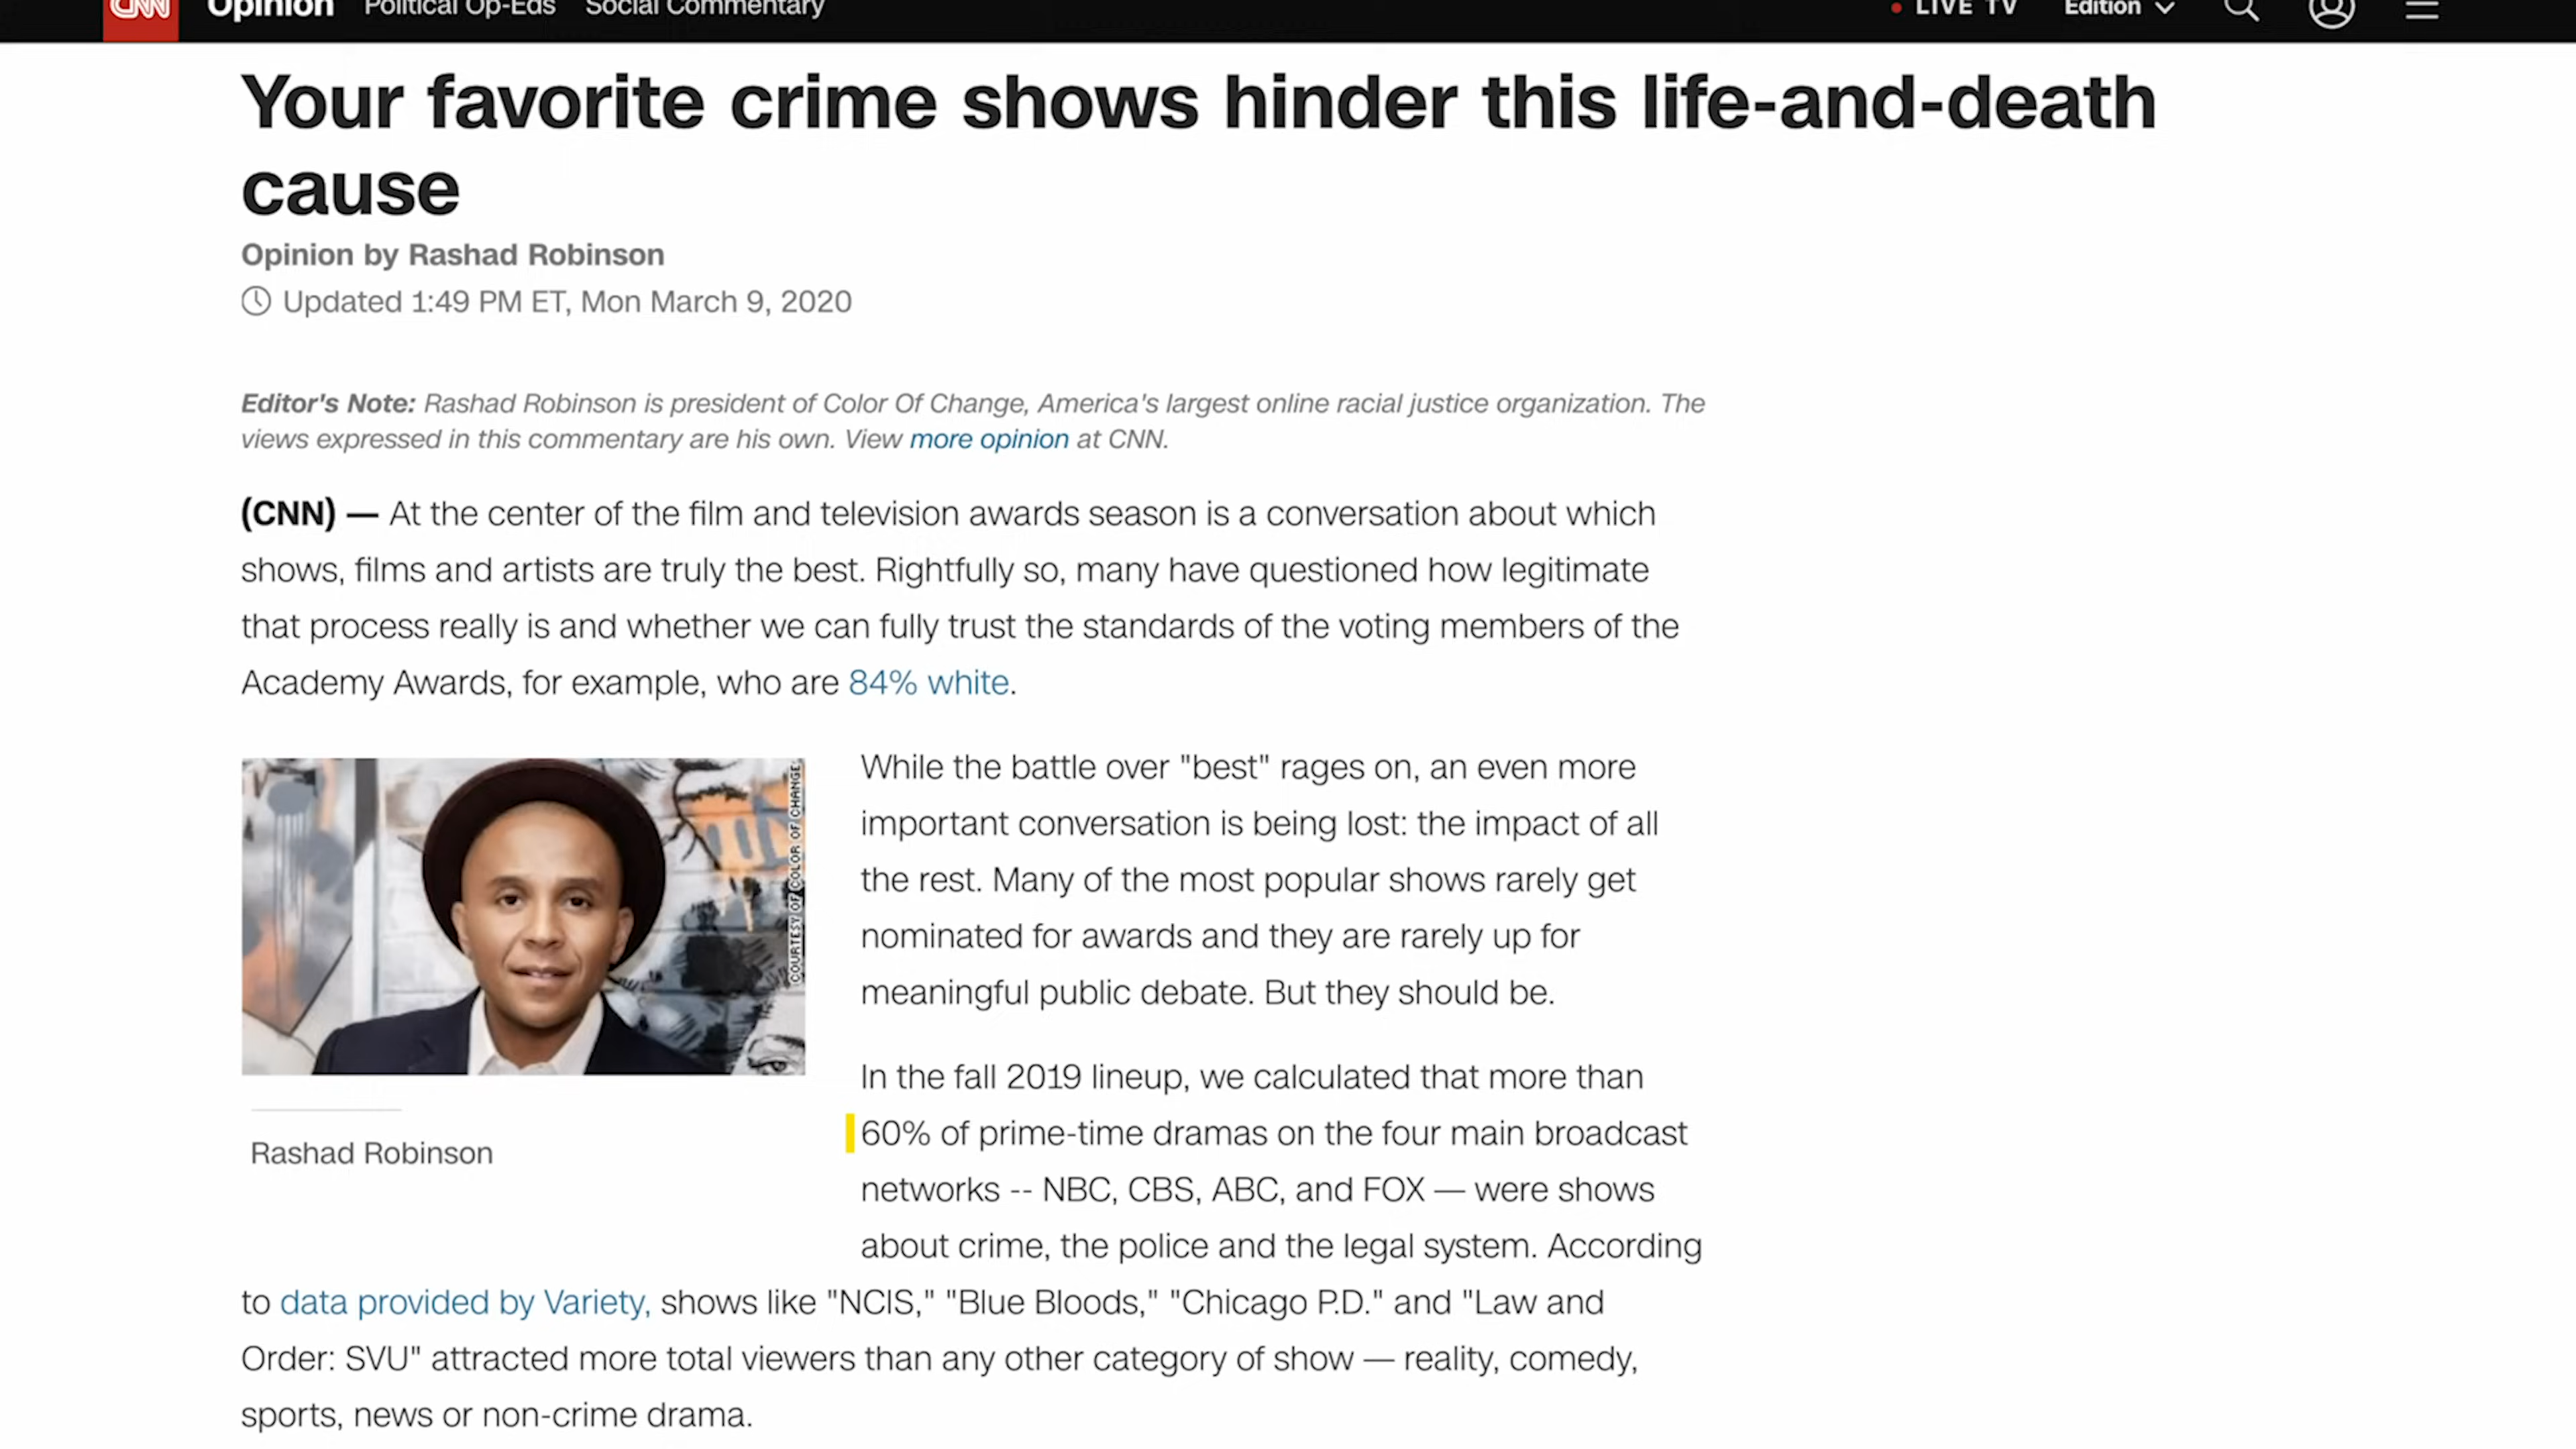 CNN Opinion Political Op-Eds Social Commentary LIVE TV Edition
Your favorite crime shows hinder this life-and-death
cause
Opinion by Rashad Robinson
Updated 1:49 PM ET, Mon March 9, 2020
Editor's Note: Rashad Robinson is president of Color Of Change, America's largest online racial justice organization. The
views expressed in this commentary are his own. View more opinion at CNN.
(CNN) — At the center of the film and television awards season is a conversation about which
shows, films and artists are truly the best. Rightfully so, many have questioned how legitimate
that process really is and whether we can fully trust the standards of the voting members of the
Academy Awards, for example, who are 84% white.
COURTESY OF COLOR OF CHANGE
Rashad Robinson
While the battle over "best" rages on, an even more
important conversation is being lost: the impact of all
the rest. Many of the most popular shows rarely get
nominated for awards and they are rarely up for
meaningful public debate. But they should be.
In the fall 2019 lineup, we calculated that more than
60% of prime-time dramas on the four main broadcast
networks -- NBC, CBS, ABC, and FOX — were shows
about crime, the police and the legal system. According
to data provided by Variety, shows like "NCIS," "Blue Bloods," "Chicago P.D." and "Law and
Order: SVU" attracted more total viewers than any other category of show — reality, comedy,
sports, news or non-crime drama.